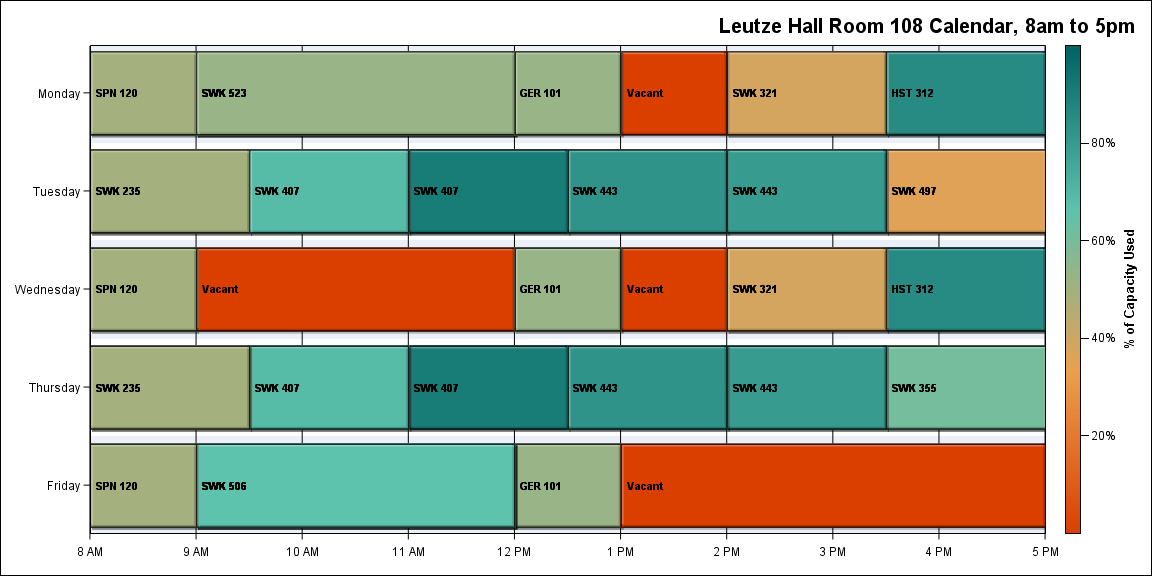 Leutze Hall Room 108 Calendar, 8am to 5pm
Monday
SPN 120
SWK 523
GER 101
Vacant
SWK 321
HST 312
Tuesday
SWK 235
SWK 407
SWK 407
SWK 443
SWK 443
SWK 497
Wednesday
SPN 120
Vacant
GER 101
Vacant
SWK 321
HST 312
Thursday
SWK 235
SWK 407
SWK 407
SWK 443
SWK 443
SWK 355
Friday
SPN 120
SWK 506
GER 101
Vacant
8 AM
9 AM
10 AM
11 AM
12 PM
1 PM
2 PM
3 PM
4 PM
5 PM
80%
60%
40%
20%
% of Capacity Used